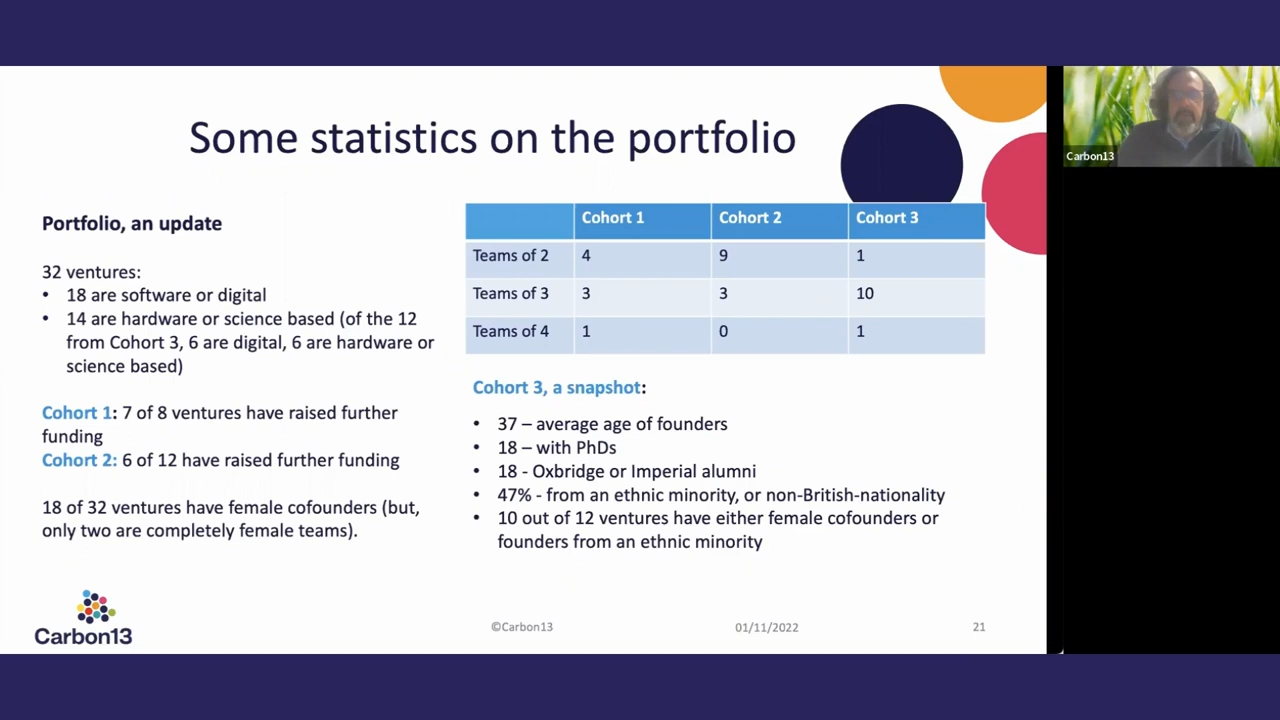 Some statistics on the portfolio
Carbon13
Portfolio, an update
32 ventures:
• 18 are software or digital
• 14 are hardware or science based (of the 12
from Cohort 3, 6 are digital, 6 are hardware or
science based)
Cohort 1: 7 of 8 ventures have raised further
funding
Cohort 2: 6 of 12 have raised further funding
18 of 32 ventures have female cofounders (but,
only two are completely female teams).
Cohort 1 Cohort 2 Cohort 3
Teams of 2 4 9 1
Teams of 3 3 3 10
Teams of 4 1 0 1
Cohort 3, a snapshot:
• 37 – average age of founders
• 18 – with PhDs
• 18 - Oxbridge or Imperial alumni
• 47% - from an ethnic minority, or non-British-nationality
• 10 out of 12 ventures have either female cofounders or
founders from an ethnic minority
Carbon13
©Carbon13 01/11/2022 21